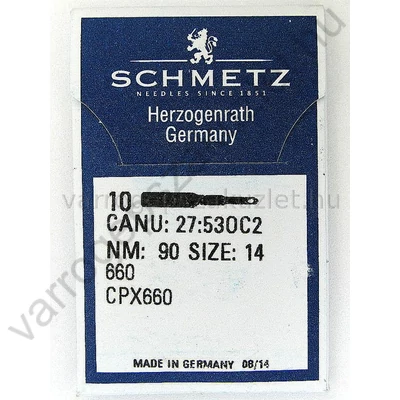 SCHMETZ
NEEDLES SINCE 1851
Herzogenrath
Germany
10
CANU: 27:53OC2
NM: 90 SIZE: 14
660
CPX660
MADE IN GERMANY 08/14